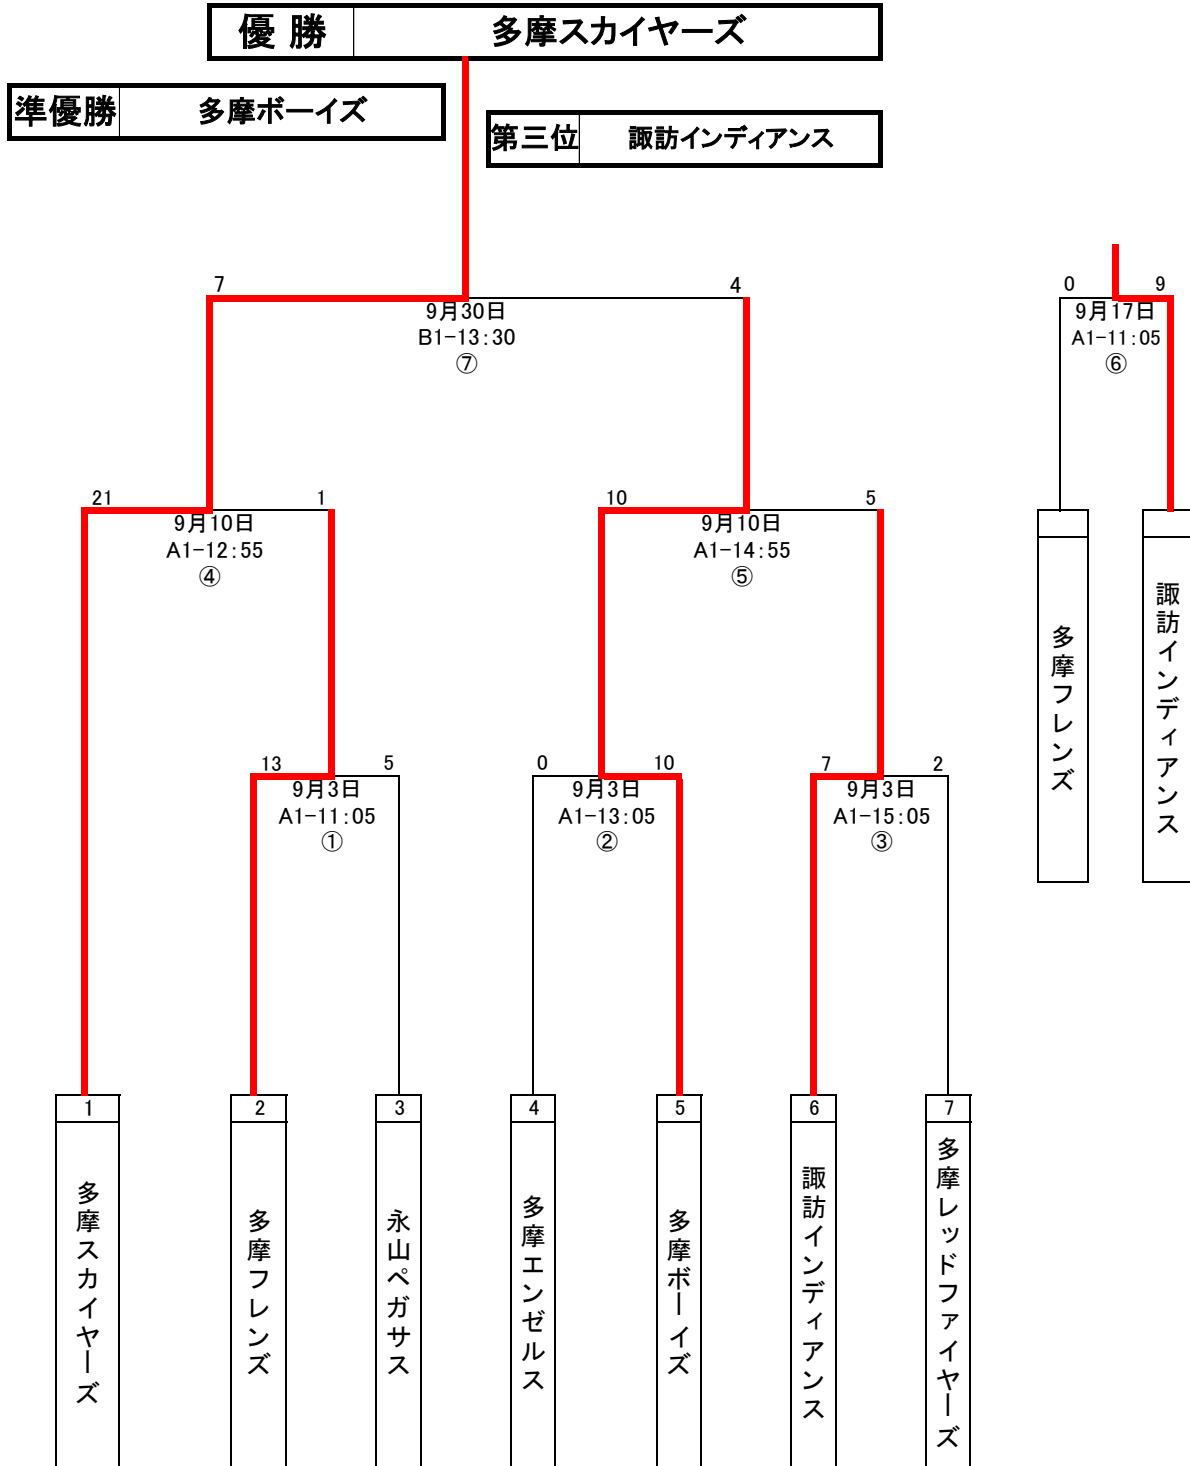 優 勝 多摩スカイヤーズ
準優勝 多摩ボーイズ
第三位 諏訪インディアンス
7 4
9月30日
B1-13:30
⑦
0 9
9月17日
A1-11:05
⑥
21 1
9月10日
A1-12:55
④
10 5
9月10日
A1-14:55
⑤
多摩フレンズ
諏訪インディアンス
13 5
9月3日
A1-11:05
①
0 10
9月3日
A1-13:05
②
7 2
9月3日
A1-15:05
③
1
多摩スカイヤーズ
2
多摩フレンズ
3
永山ペガサス
4
多摩エンゼルス
5
多摩ボーイズ
6
諏訪インディアンス
7
多摩レッドファイヤーズ